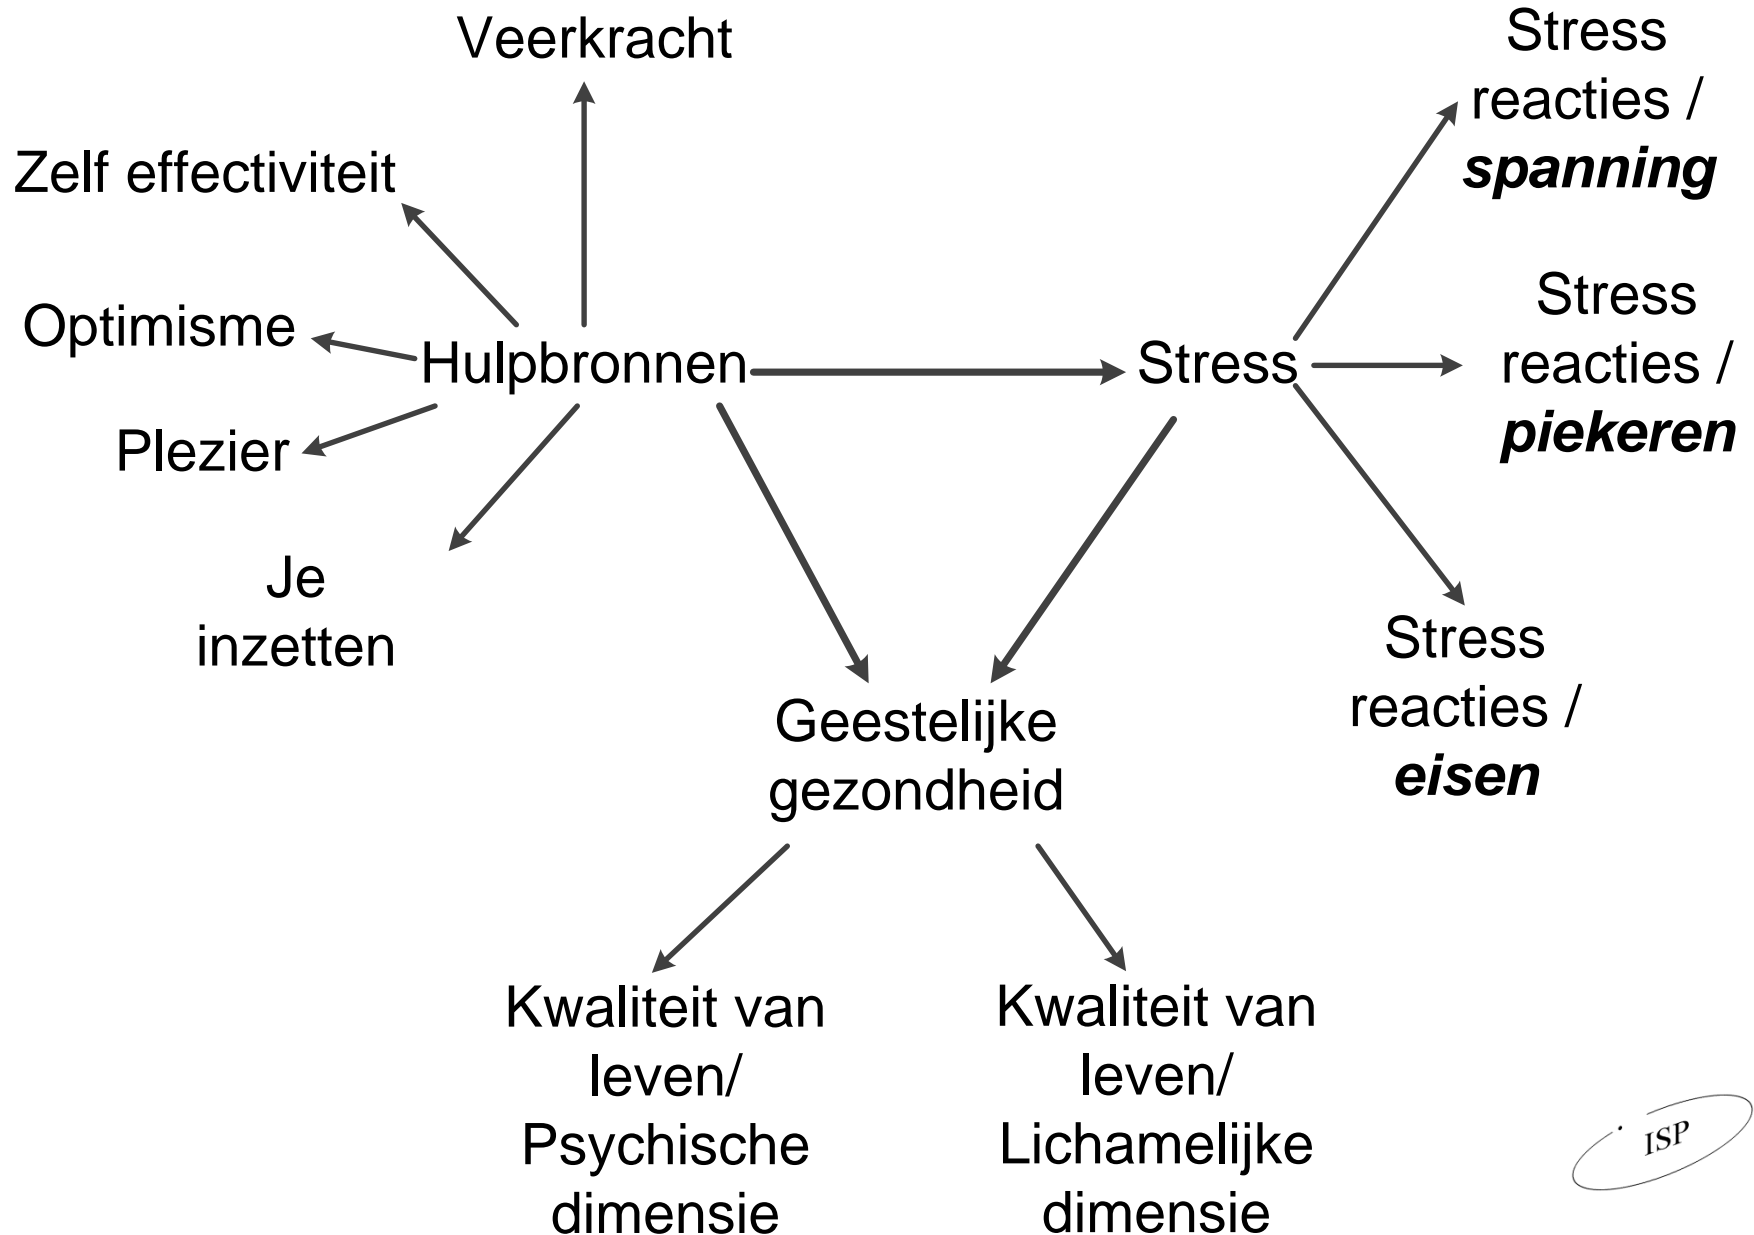 Veerkracht
Stress
reacties /
spanning
Zelf effectiviteit
Optimisme
Hulpbronnen
Stress
Stress
reacties /
piekeren
Plezier
Je
inzetten
Stress
reacties /
eisen
Geestelijke
gezondheid
Kwaliteit van
leven/
Psychische
dimensie
Kwaliteit van
leven/
Lichamelijke
dimensie
ISP